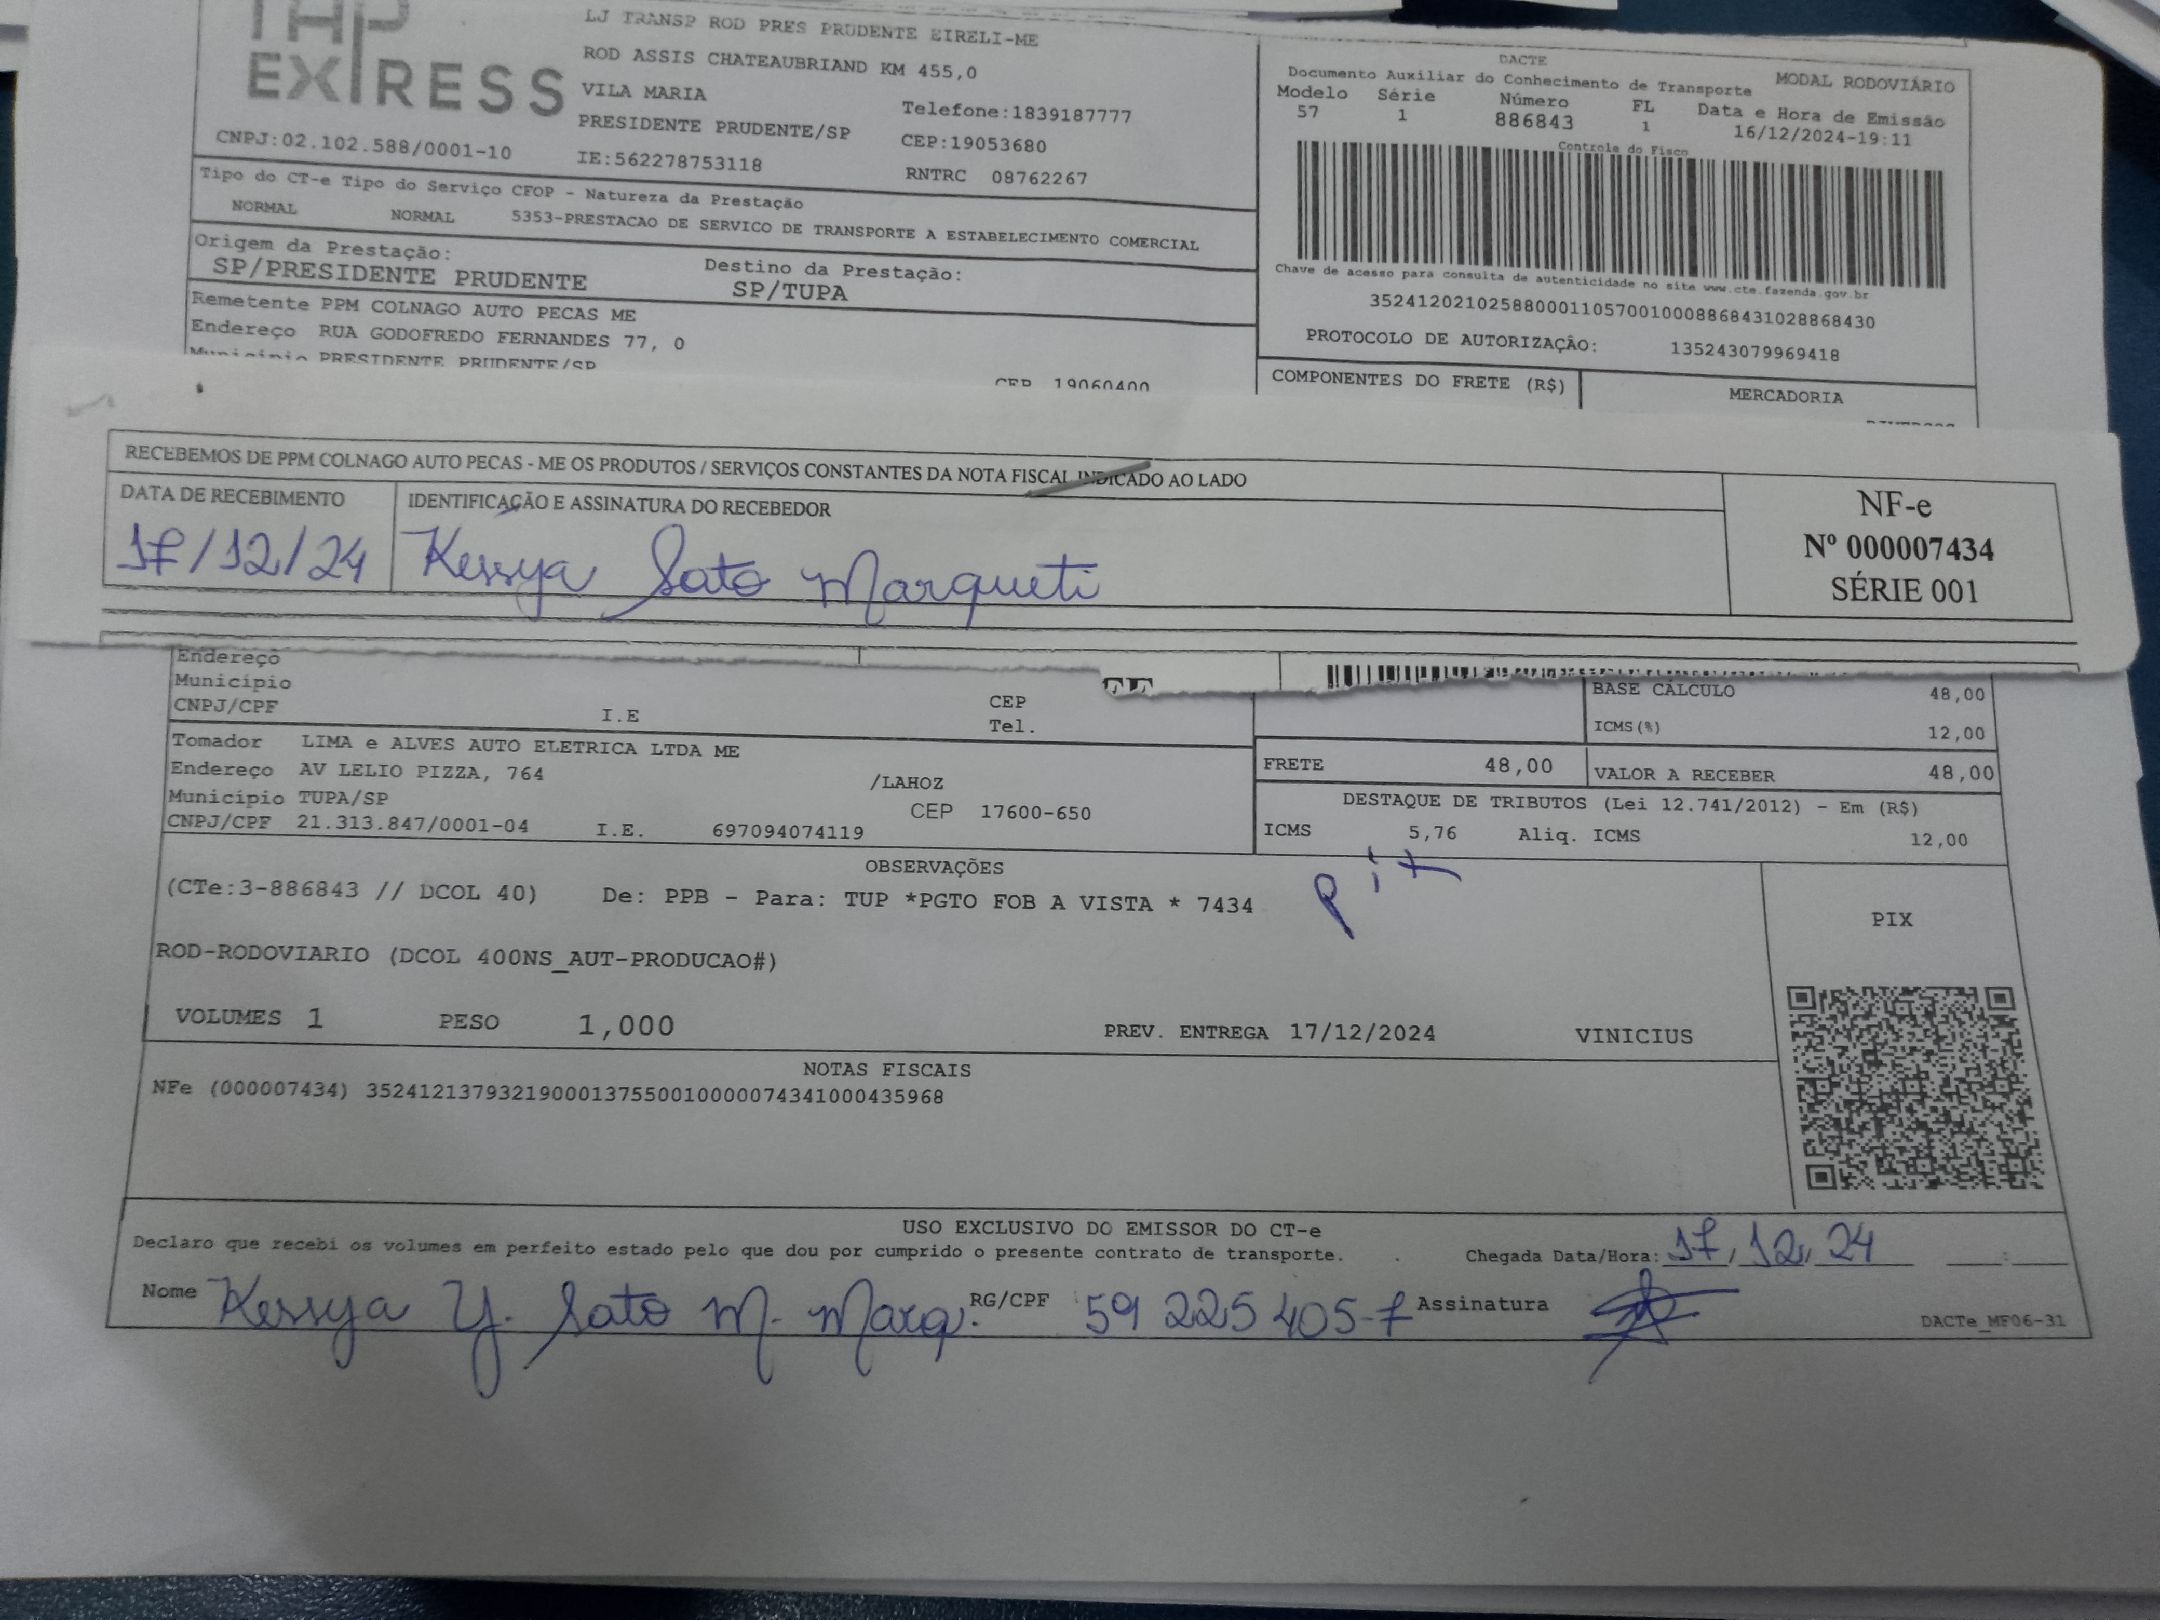 THP
EXPRESS
LJ TRANSP ROD PRES PRUDENTE EIRELI-ME
ROD ASSIS CHATEAUBRIAND KM 455,0
VILA MARIA
Telefone:1839187777
PRESIDENTE PRUDENTE/SP
CEP:19053680
CNPJ:02.102.588/0001-10
IE:562278753118
RNTRC 08762267
DACTE
Documento Auxiliar do Conhecimento de Transporte
MODAL RODOVIÁRIO
Modelo Série Número FL Data e Hora de Emissão
57 1 886843 1 16/12/2024-19:11
Controle do Fisco
Chave de acesso para consulta de autenticidade no site www.cte.fazenda.gov.br
35241202102588000110570010008868431028868430
PROTOCOLO DE AUTORIZAÇÃO: 135243079969418
Tipo do CT-e Tipo do Serviço CFOP - Natureza da Prestação
NORMAL NORMAL 5353-PRESTACAO DE SERVICO DE TRANSPORTE A ESTABELECIMENTO COMERCIAL
Origem da Prestação: Destino da Prestação:
SP/PRESIDENTE PRUDENTE SP/TUPA
Remetente PPM COLNAGO AUTO PECAS ME
Endereço RUA GODOFREDO FERNANDES 77, 0
Município PRESIDENTE PRUDENTE/SP
CEP 19060400
COMPONENTES DO FRETE (R$) MERCADORIA
RECEBEMOS DE PPM COLNAGO AUTO PECAS - ME OS PRODUTOS / SERVIÇOS CONSTANTES DA NOTA FISCAL INDICADO AO LADO
DATA DE RECEBIMENTO IDENTIFICAÇÃO E ASSINATURA DO RECEBEDOR
17/12/24 Kessya Sato Marqueti
NF-e
Nº 000007434
SÉRIE 001
Endereço
Município CEP
CNPJ/CPF I.E Tel.
BASE CÁLCULO 48,00
ICMS(%) 12,00
Tomador LIMA e ALVES AUTO ELETRICA LTDA ME
Endereço AV LELIO PIZZA, 764 /LAHOZ
Município TUPA/SP CEP 17600-650
CNPJ/CPF 21.313.847/0001-04 I.E. 697094074119
FRETE 48,00 VALOR A RECEBER 48,00
DESTAQUE DE TRIBUTOS (Lei 12.741/2012) - Em (R$)
ICMS 5,76 Aliq. ICMS 12,00
OBSERVAÇÕES
(CTe:3-886843 // DCOL 40) De: PPB - Para: TUP *PGTO FOB A VISTA * 7434
pix
PIX
ROD-RODOVIARIO (DCOL 400NS_AUT-PRODUCAO#)
VOLUMES 1 PESO 1,000 PREV. ENTREGA 17/12/2024 VINICIUS
NOTAS FISCAIS
NFe (000007434) 35241213793219000137550010000074341000435968
USO EXCLUSIVO DO EMISSOR DO CT-e
Declaro que recebi os volumes em perfeito estado pelo que dou por cumprido o presente contrato de transporte. Chegada Data/Hora: 17/12/24
Nome Kessya Y. Sato M. Marq. RG/CPF 59 225 405-7 Assinatura
DACTe_MF06-31